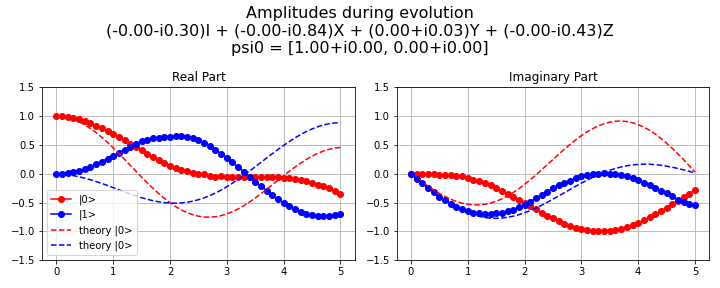 Amplitudes during evolution
(-0.00-i0.30)I + (-0.00-i0.84)X + (0.00+i0.03)Y + (-0.00-i0.43)Z
psi0 = [1.00+i0.00, 0.00+i0.00]
Real Part
1.5
1.0
0.5
0.0
−0.5
−1.0
−1.5
|0>
|1>
theory |0>
theory |0>
0 1 2 3 4 5
Imaginary Part
1.5
1.0
0.5
0.0
−0.5
−1.0
−1.5
0 1 2 3 4 5